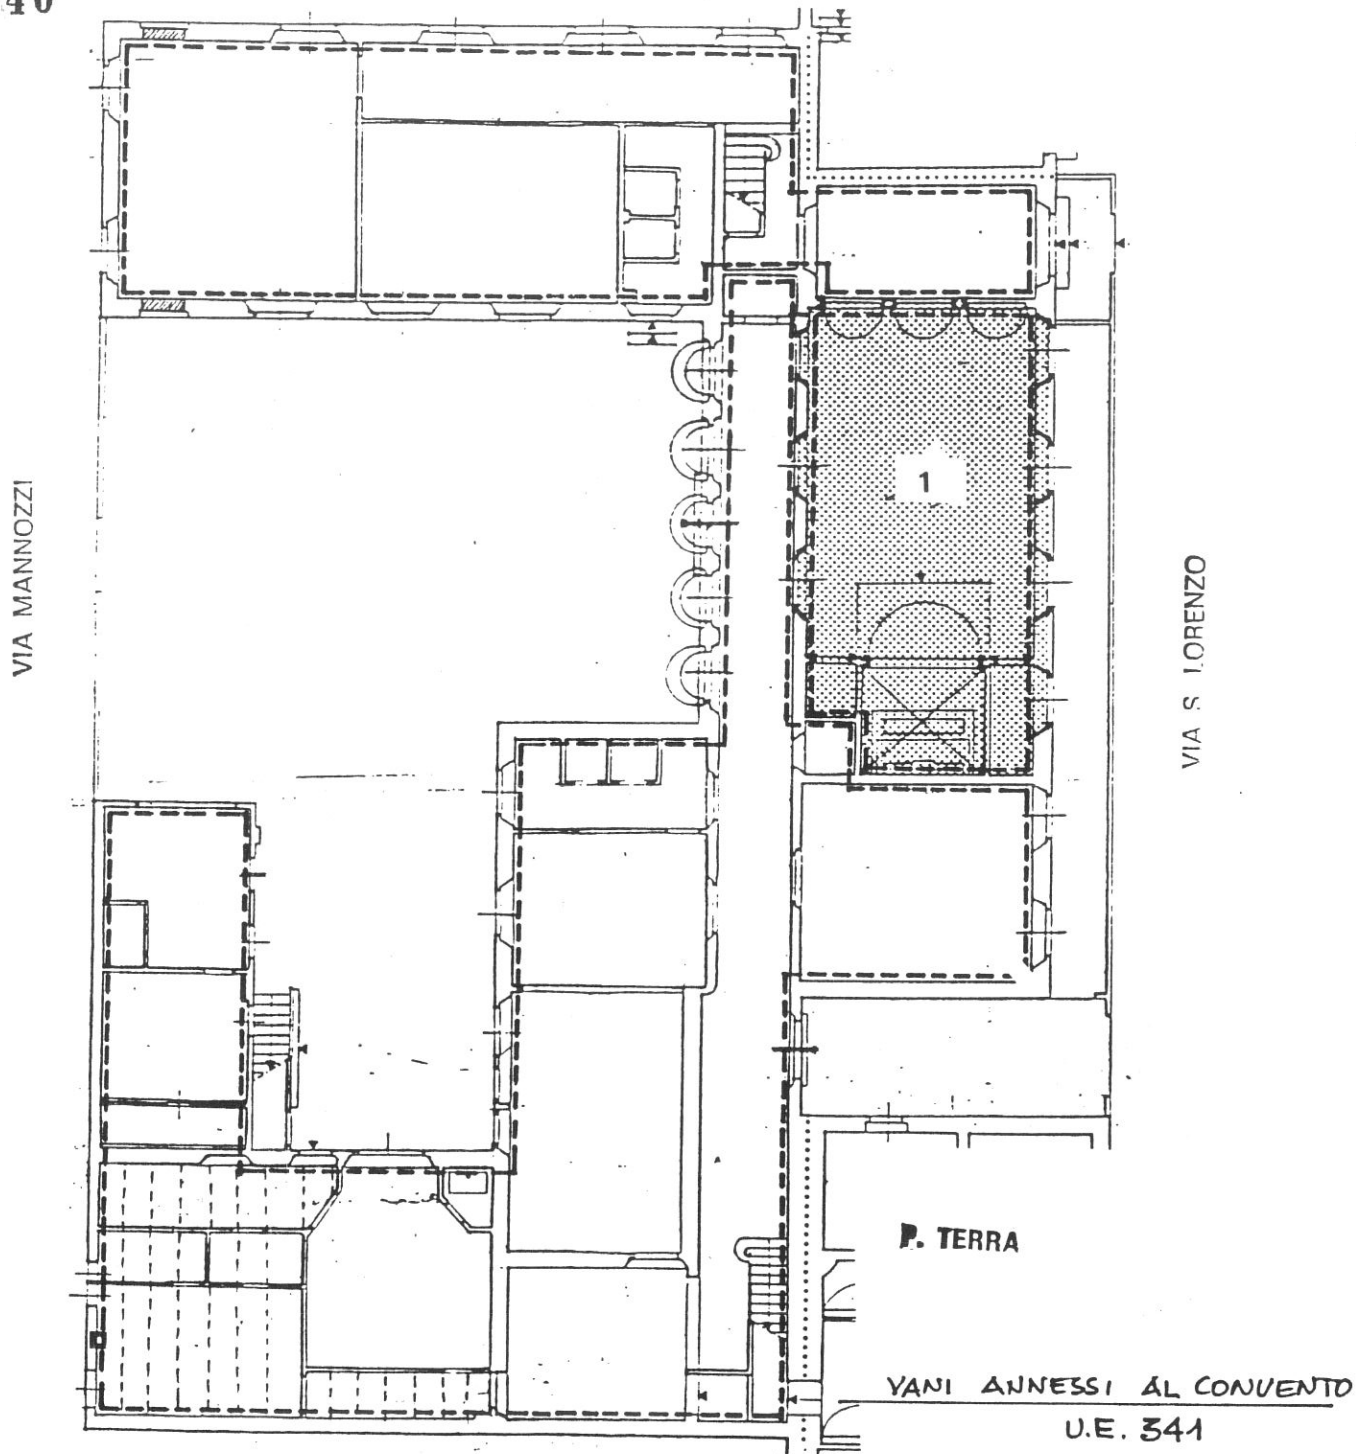 40
VIA MANNOZZI
1
VIA S LORENZO
P. TERRA
VANI ANNESSI AL CONVENTO
U.E. 341